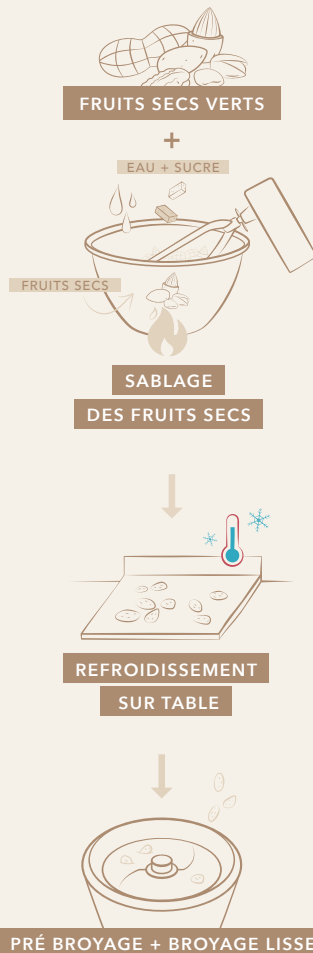 FRUITS SECS VERTS
+
EAU + SUCRE
FRUITS SECS
SABLAGE
DES FRUITS SECS
REFROIDISSEMENT
SUR TABLE
PRÉ BROYAGE + BROYAGE LISSE